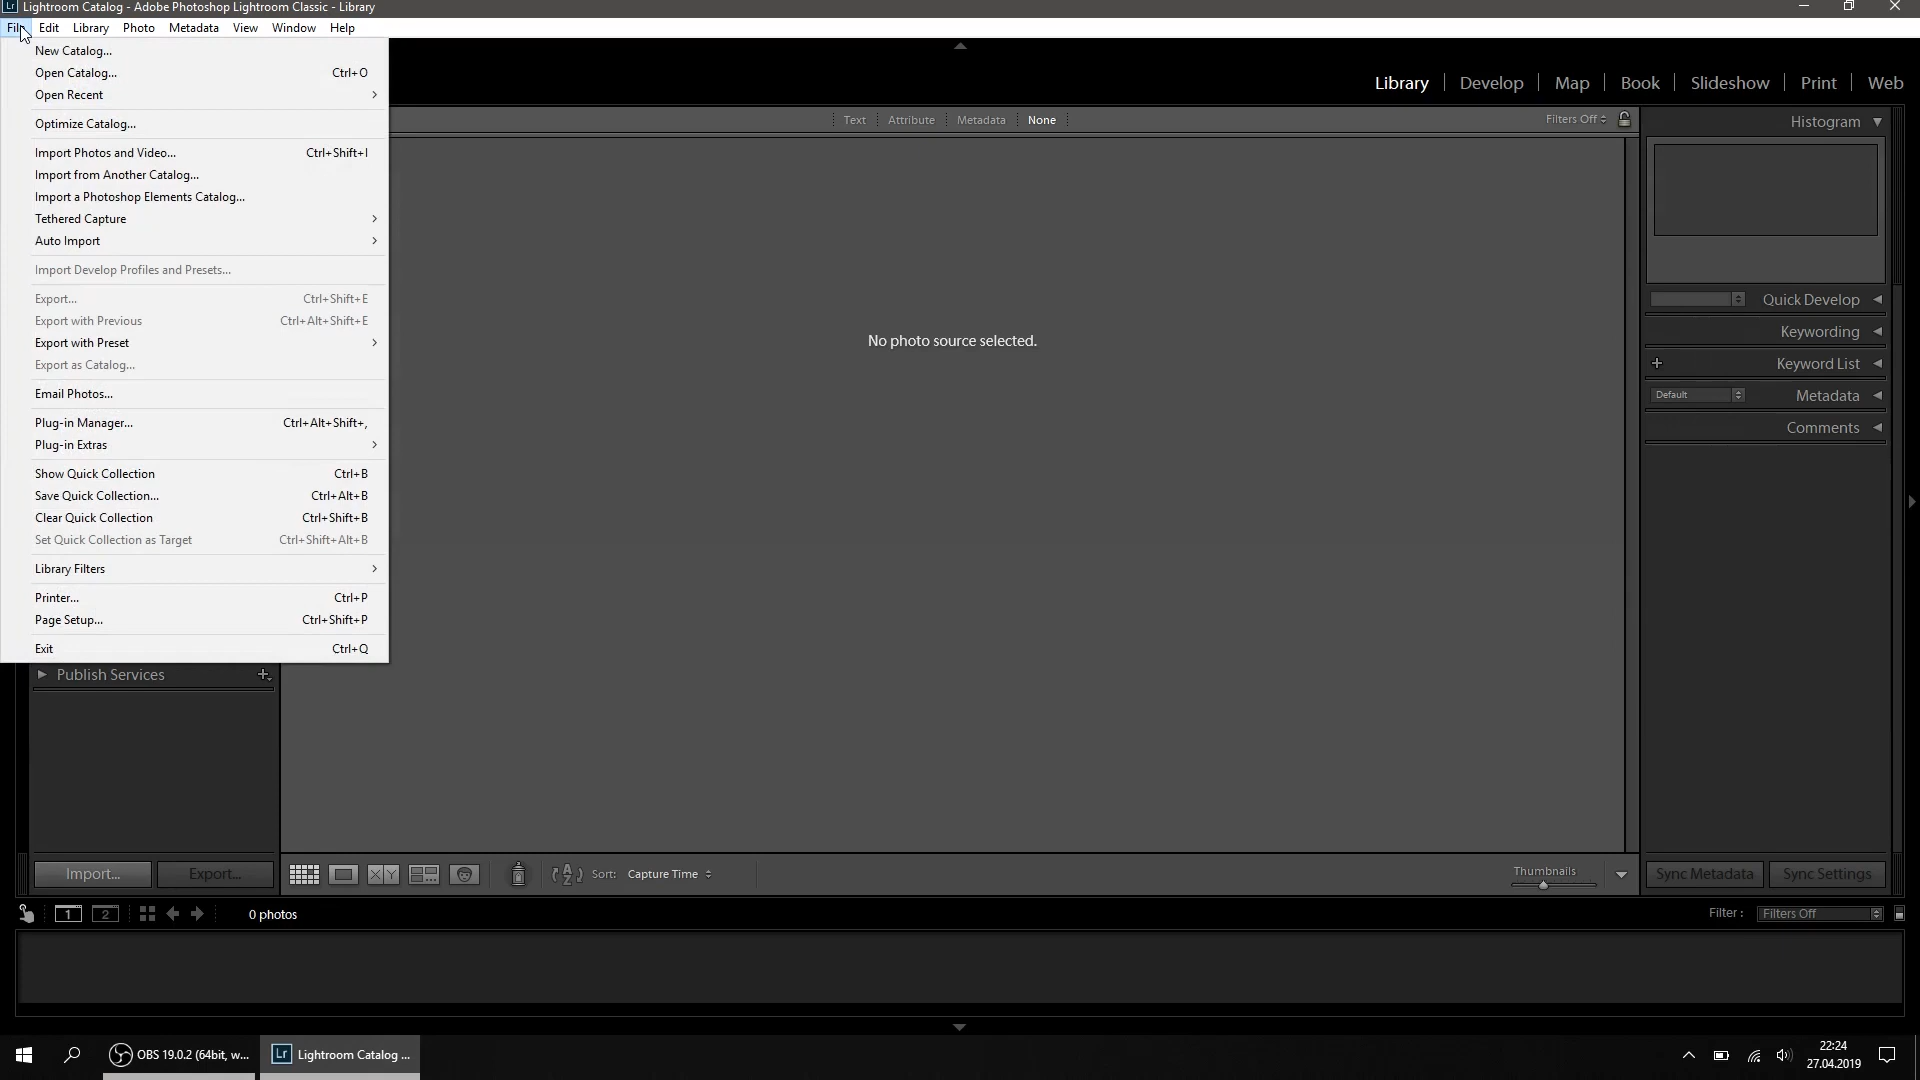 Lr Lightroom Catalog - Adobe Photoshop Lightroom Classic - Library
File Edit Library Photo Metadata View Window Help
New Catalog...
Open Catalog... Ctrl+O
Open Recent
Optimize Catalog...
Import Photos and Video... Ctrl+Shift+I
Import from Another Catalog...
Import a Photoshop Elements Catalog...
Tethered Capture
Auto Import
Import Develop Profiles and Presets...
Export... Ctrl+Shift+E
Export with Previous Ctrl+Alt+Shift+E
Export with Preset
Export as Catalog...
Email Photos...
Plug-in Manager... Ctrl+Alt+Shift+,
Plug-in Extras
Show Quick Collection Ctrl+B
Save Quick Collection... Ctrl+Alt+B
Clear Quick Collection Ctrl+Shift+B
Set Quick Collection as Target Ctrl+Shift+Alt+B
Library Filters
Printer... Ctrl+P
Page Setup... Ctrl+Shift+P
Exit Ctrl+Q
Publish Services
Import... Export...
Library Develop Map Book Slideshow Print Web
Text Attribute Metadata None Filters Off
No photo source selected.
Histogram
Quick Develop
Keywording
Keyword List
Default Metadata
Comments
X Y A Z Sort: Capture Time Thumbnails
Sync Metadata Sync Settings
1 2 0 photos Filter : Filters Off
OBS 19.0.2 (64bit, w...
Lr Lightroom Catalog ...
22:24
27.04.2019